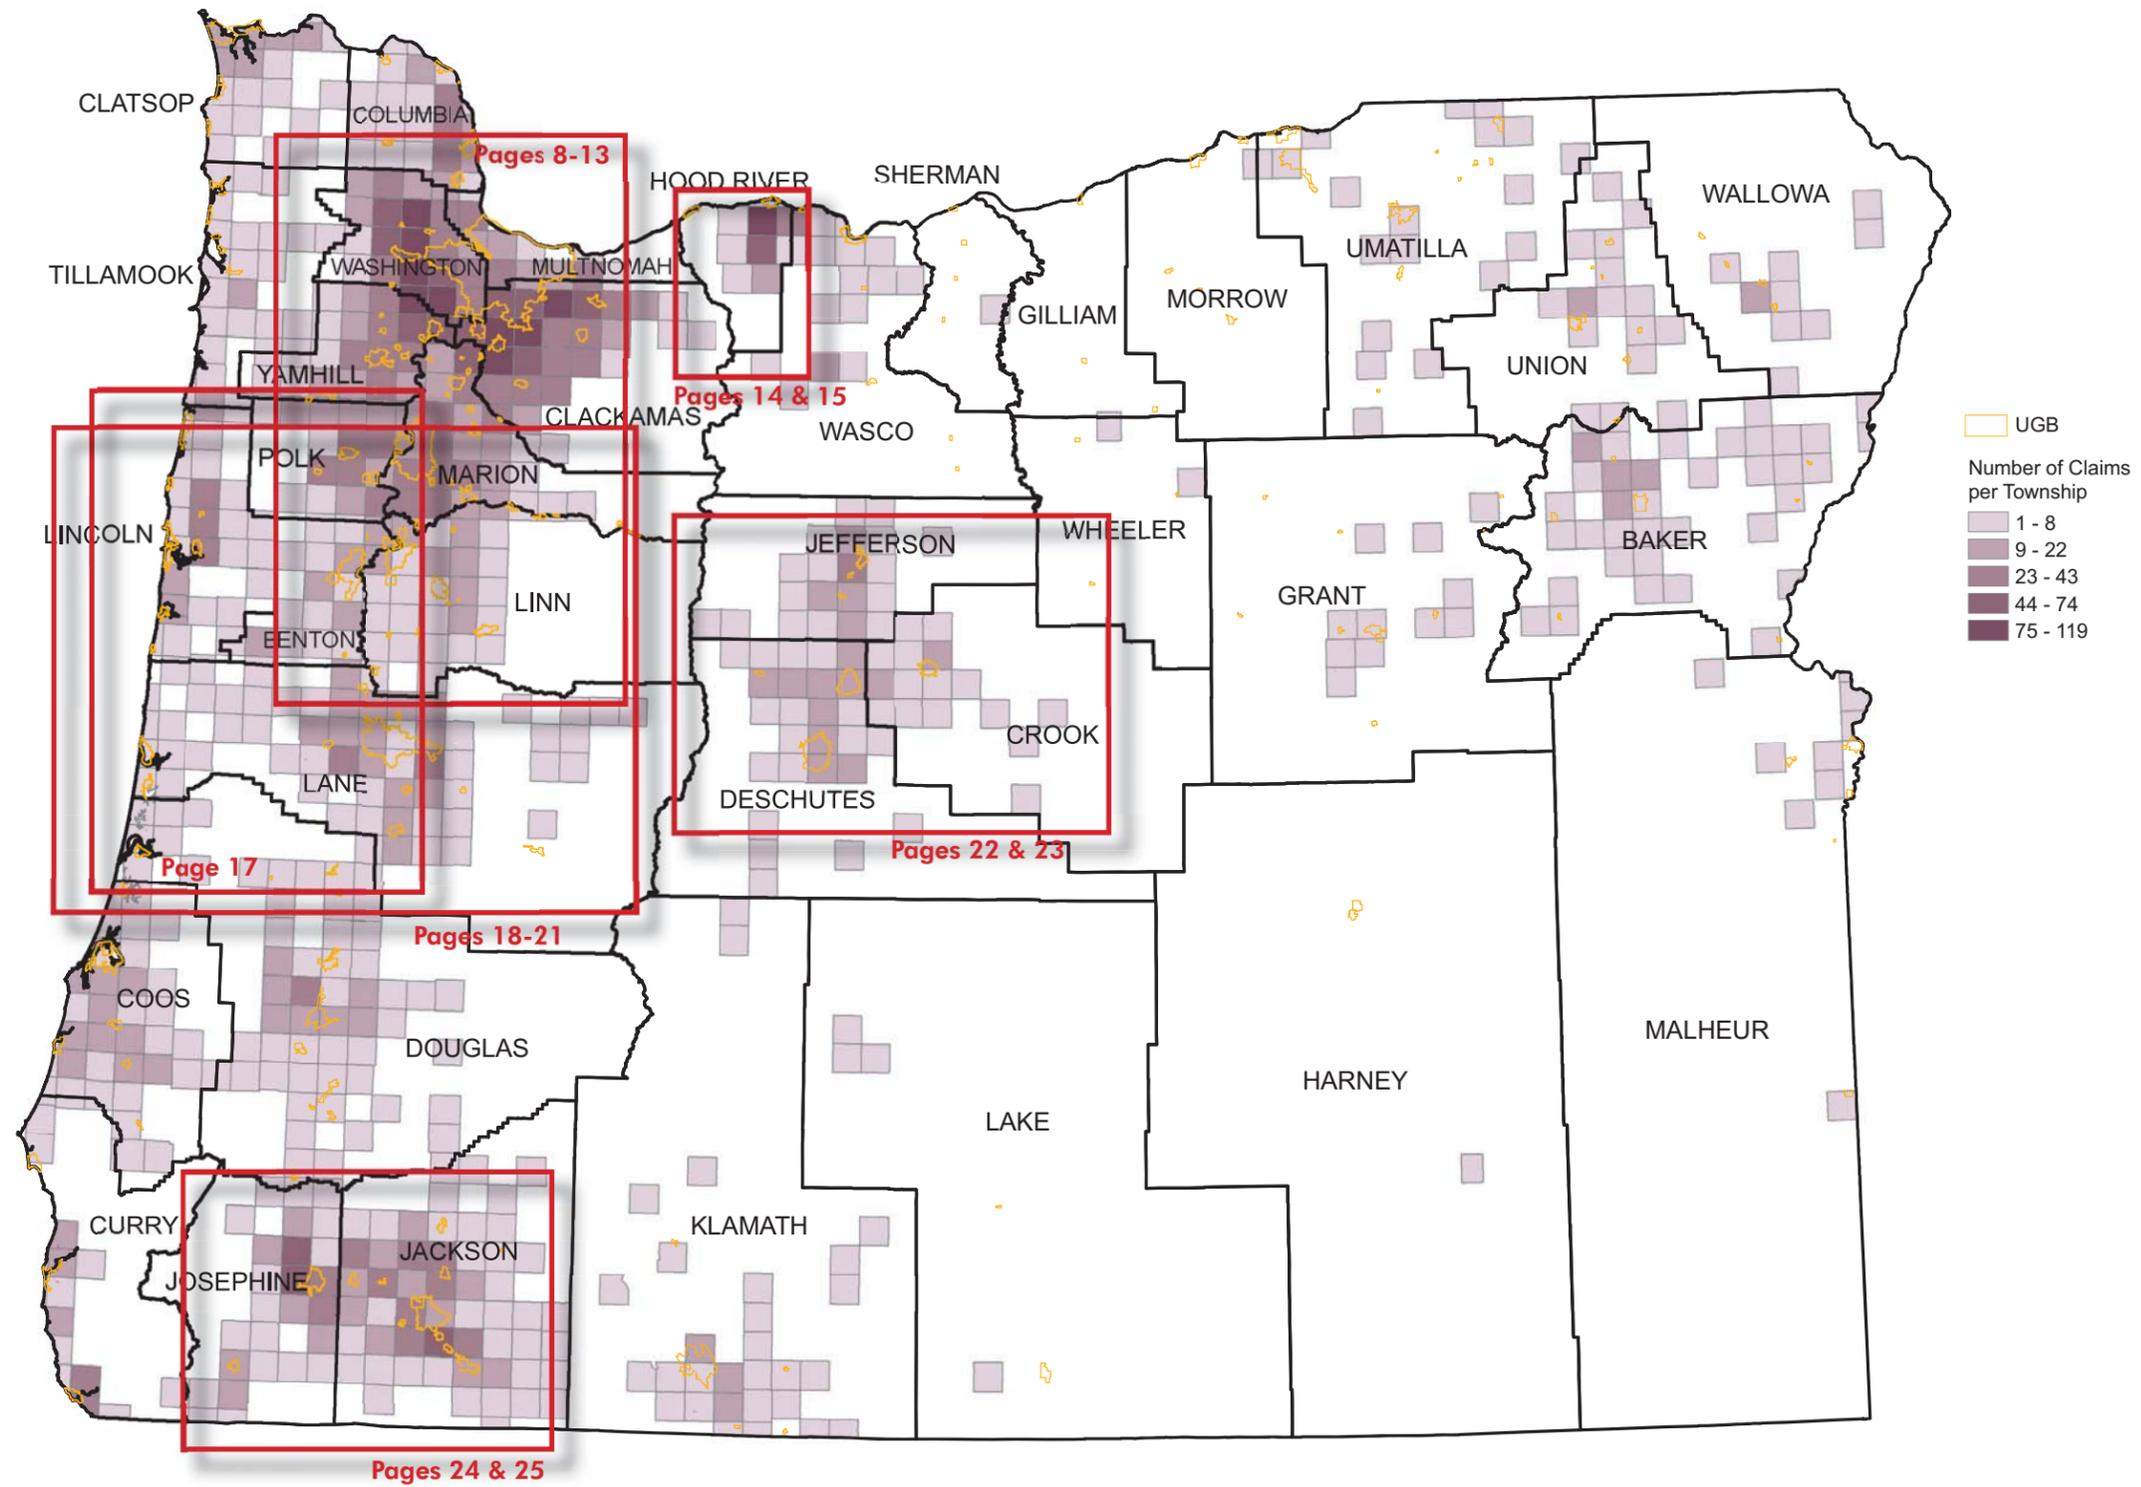 CLATSOP
COLUMBIA
Pages 8-13
HOOD RIVER
SHERMAN
WALLOWA
TILLAMOOK
WASHINGTON
MULTNOMAH
UMATILLA
MORROW
GILLIAM
UNION
YAMHILL
Pages 14 & 15
CLACKAMAS
WASCO
POLK
MARION
LINCOLN
JEFFERSON
WHEELER
BAKER
LINN
GRANT
BENTON
CROOK
LANE
DESCHUTES
Pages 22 & 23
Page 17
Pages 18-21
COOS
DOUGLAS
MALHEUR
HARNEY
LAKE
CURRY
KLAMATH
JACKSON
JOSEPHINE
Pages 24 & 25
UGB
Number of Claims
per Township
1 - 8
9 - 22
23 - 43
44 - 74
75 - 119